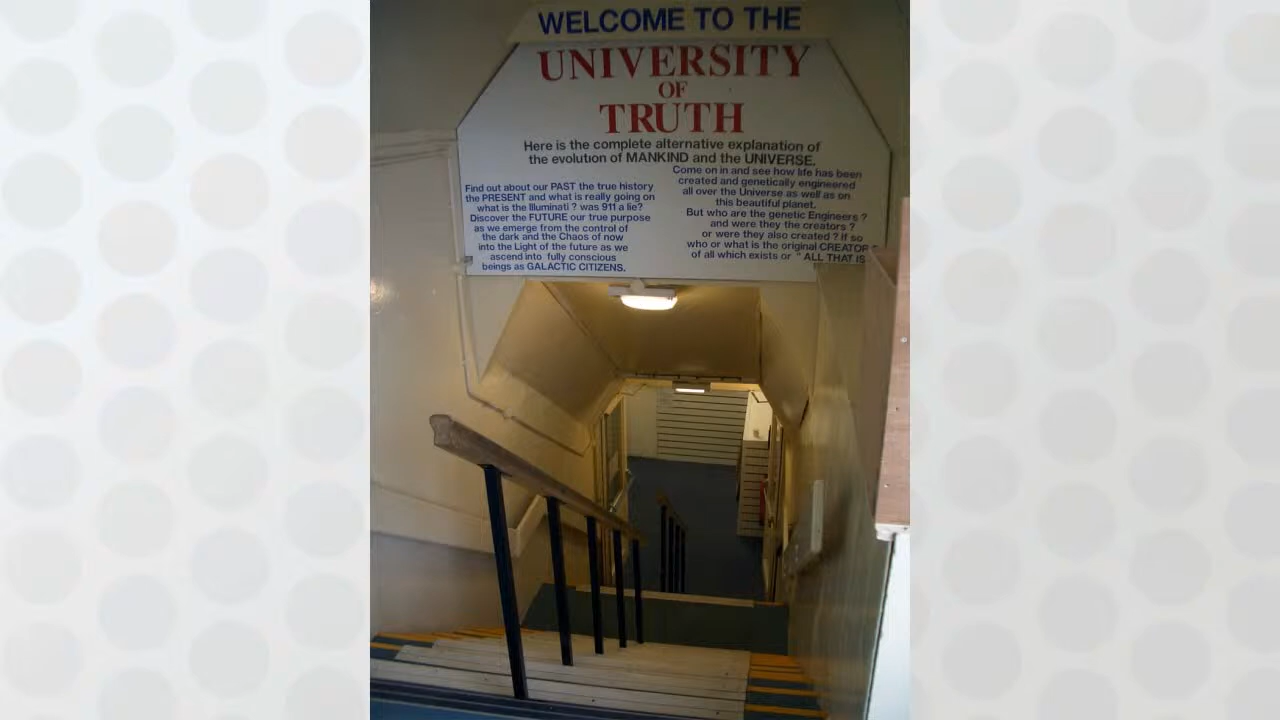 WELCOME TO THE
UNIVERSITY
OF
TRUTH
Here is the complete alternative explanation of
the evolution of MANKIND and the UNIVERSE.
Find out about our PAST the true history
the PRESENT and what is really going on
what is the Illuminati ? was 911 a lie?
Discover the FUTURE our true purpose
as we emerge from the control of
the dark and the Chaos of now
into the Light of the future as we
ascend into fully conscious
beings as GALACTIC CITIZENS.
Come on in and see how life has been
created and genetically engineered
all over the Universe as well as on
this beautiful planet.
But who are the genetic Engineers ?
and were they the creators ?
or were they also created ? If so
who or what is the original CREATOR
of all which exists or " ALL THAT IS